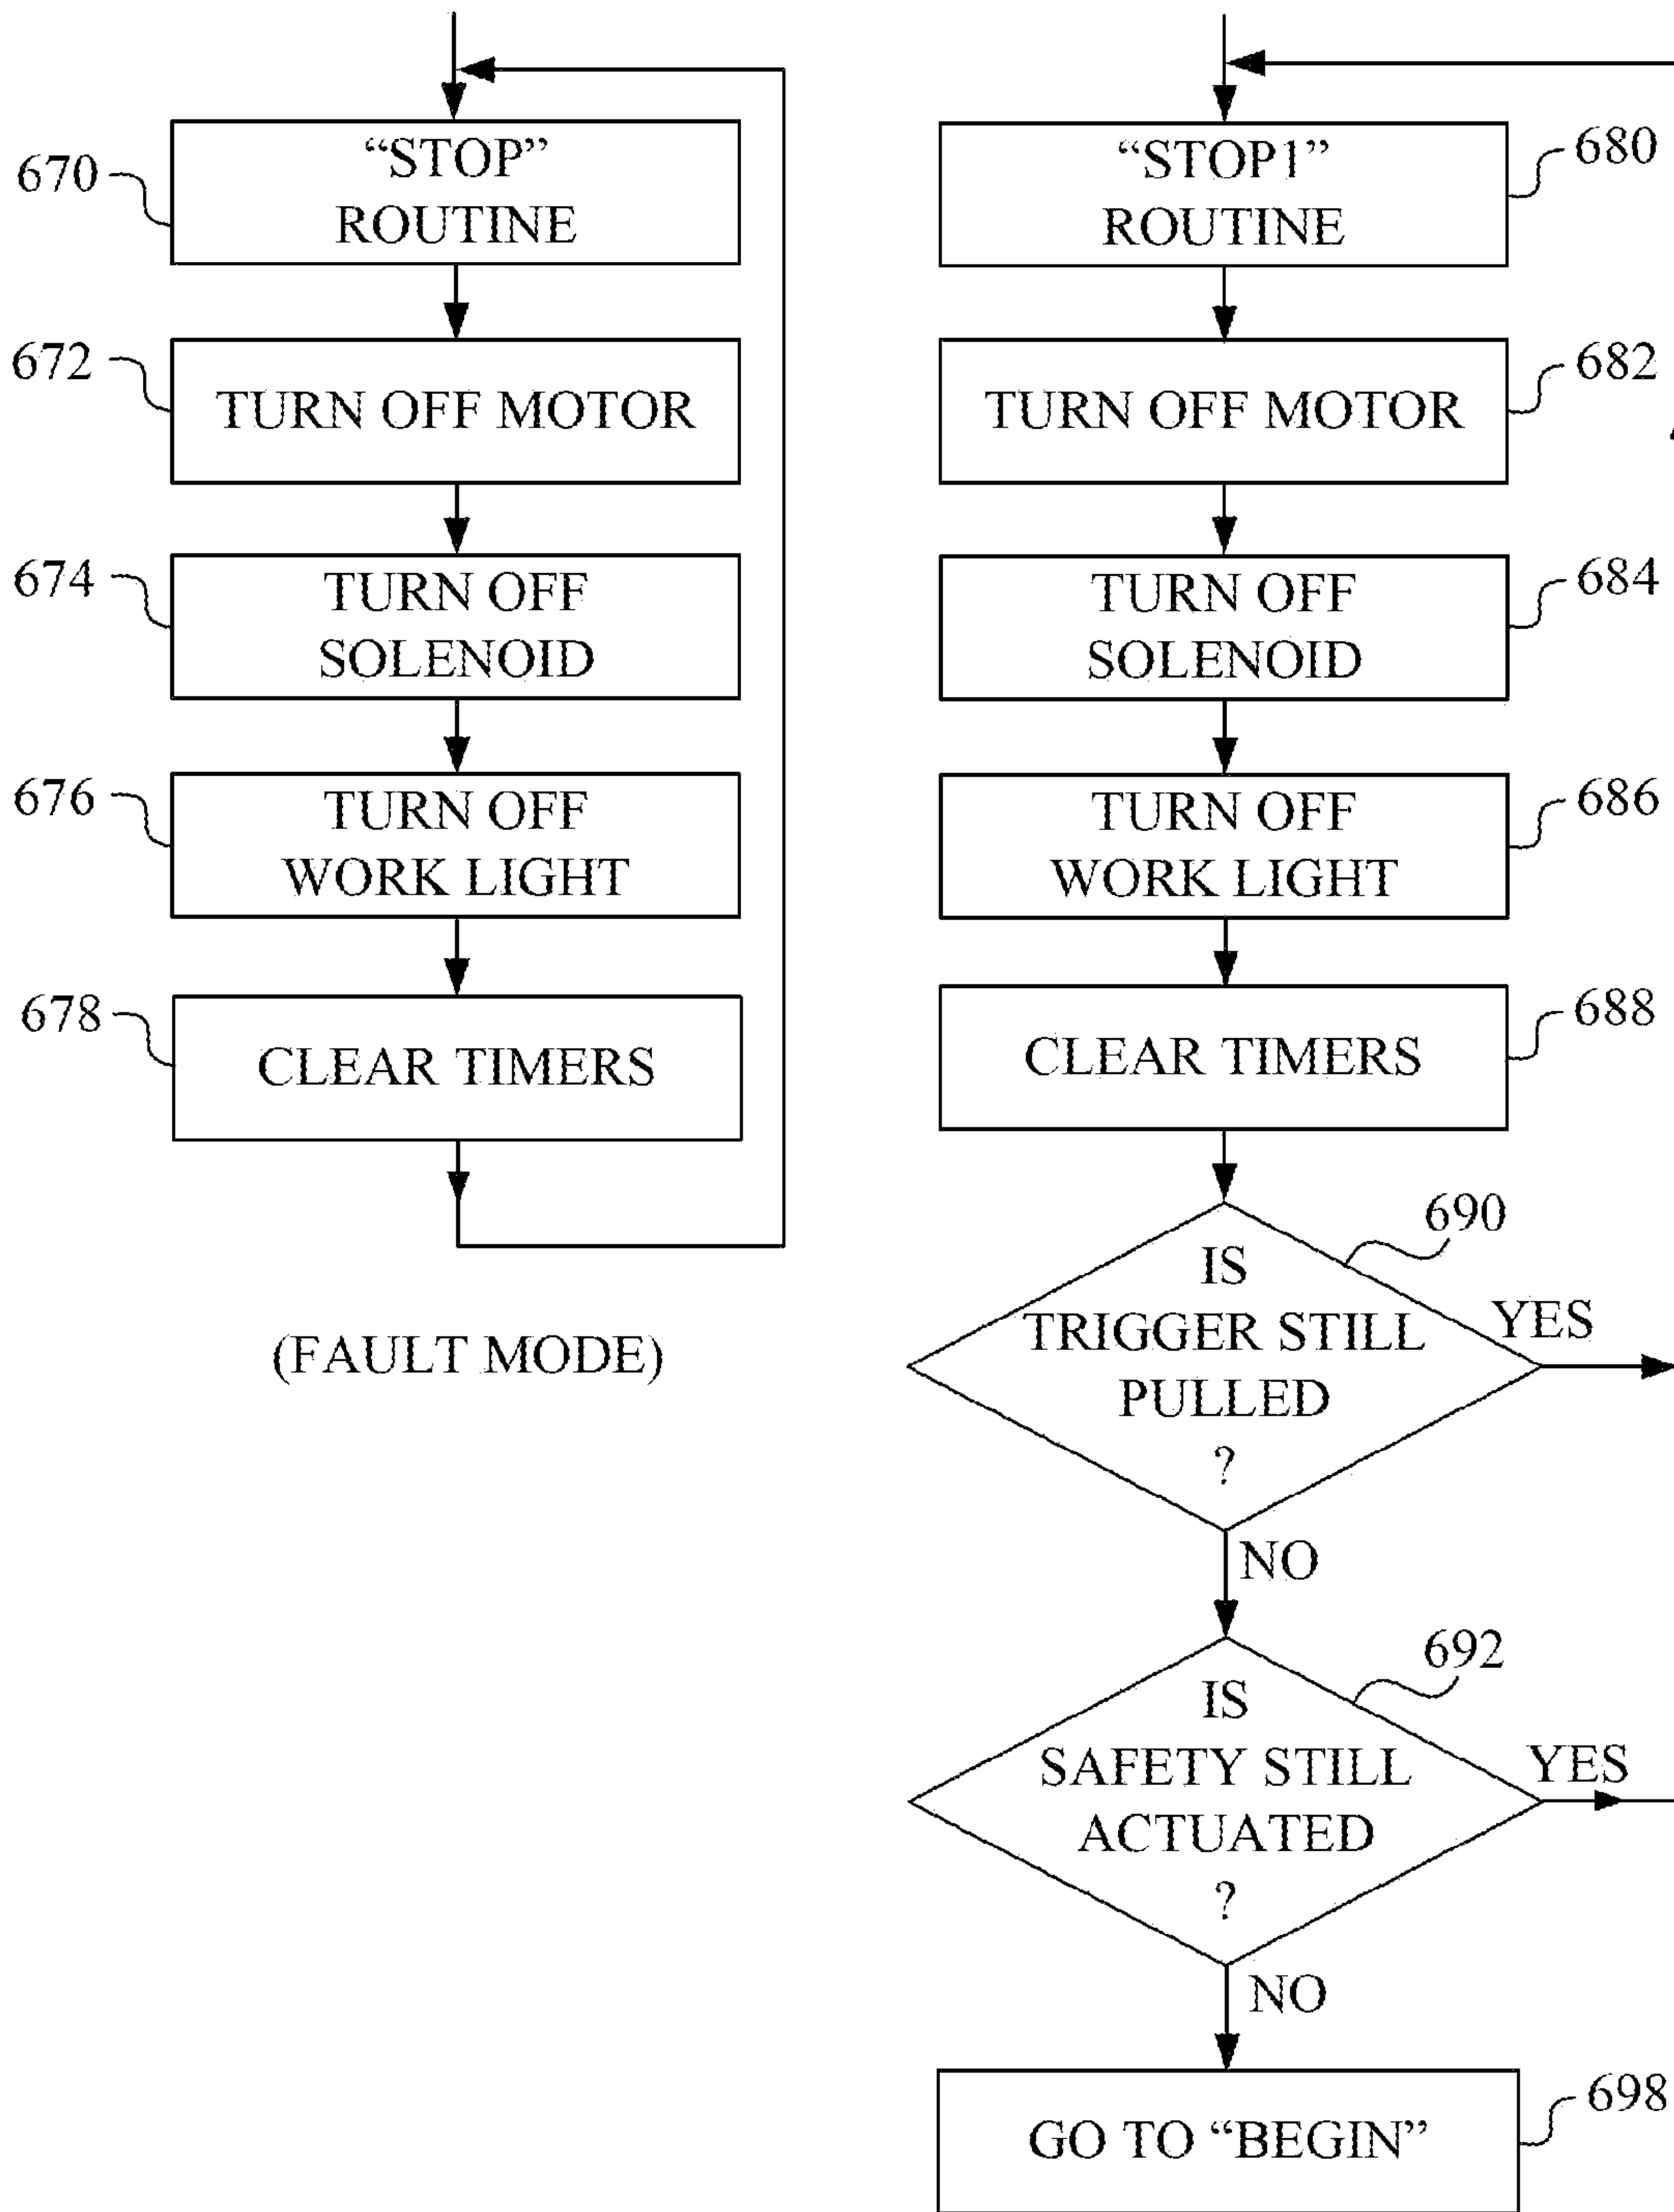 670
“STOP”
ROUTINE
672
TURN OFF MOTOR
674
TURN OFF
SOLENOID
676
TURN OFF
WORK LIGHT
678
CLEAR TIMERS
(FAULT MODE)
“STOP1”
ROUTINE
680
TURN OFF MOTOR
682
TURN OFF
SOLENOID
684
TURN OFF
WORK LIGHT
686
CLEAR TIMERS
688
690
IS
TRIGGER STILL
PULLED
?
YES
NO
692
IS
SAFETY STILL
ACTUATED
?
YES
NO
GO TO “BEGIN”
698